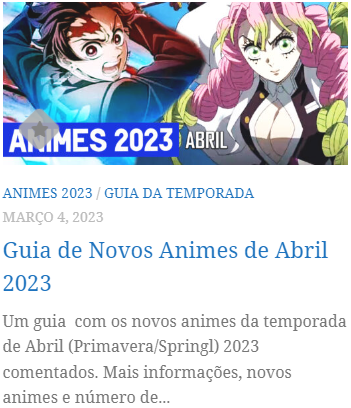 ANIMES 2023 ABRIL
ANIMES 2023 / GUIA DA TEMPORADA
MARÇO 4, 2023
Guia de Novos Animes de Abril
2023
Um guia  com os novos animes da temporada
de Abril (Primavera/Springl) 2023
comentados. Mais informações, novos
animes e número de...